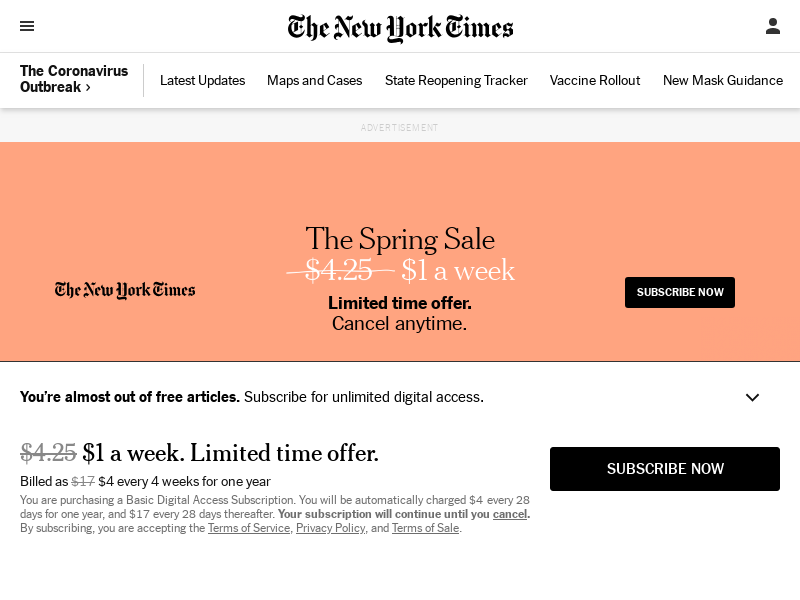 The New York Times
The Coronavirus
Outbreak ›
Latest Updates
Maps and Cases
State Reopening Tracker
Vaccine Rollout
New Mask Guidance
ADVERTISEMENT
The Spring Sale
$4.25 $1 a week
The New York Times
Limited time offer.
Cancel anytime.
SUBSCRIBE NOW
You're almost out of free articles. Subscribe for unlimited digital access.
$4.25 $1 a week. Limited time offer.
Billed as $17 $4 every 4 weeks for one year
You are purchasing a Basic Digital Access Subscription. You will be automatically charged $4 every 28
days for one year, and $17 every 28 days thereafter. Your subscription will continue until you cancel.
By subscribing, you are accepting the Terms of Service, Privacy Policy, and Terms of Sale.
SUBSCRIBE NOW